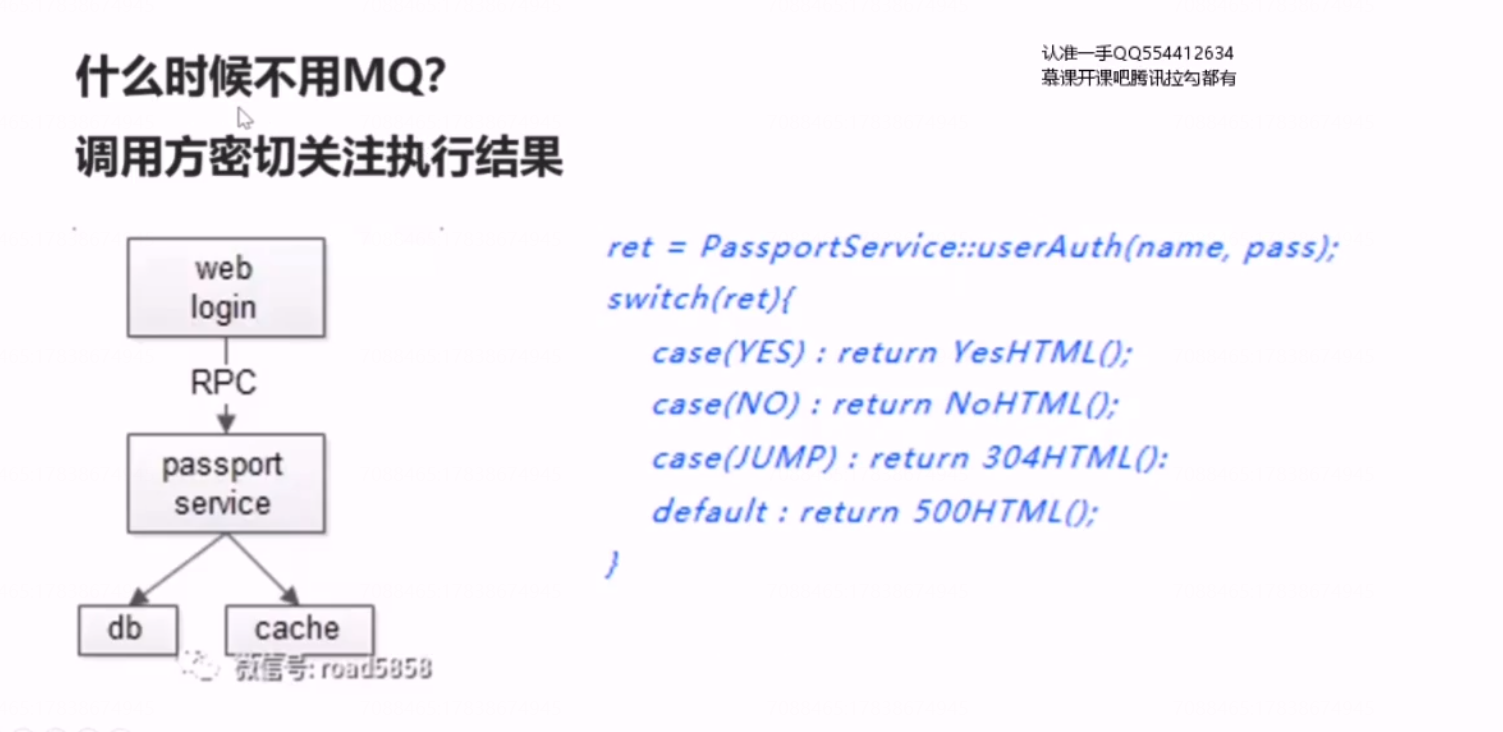 什么时候不用MQ?
认准一手QQ554412634
慕课开课吧腾讯拉勾都有
调用方密切关注执行结果
web
login
RPC
passport
service
db
cache
微信号: road5858
ret = PassportService::userAuth(name, pass);
switch(ret){
case(YES) : return YesHTML();
case(NO) : return NoHTML();
case(JUMP) : return 304HTML():
default : return 500HTML();
}